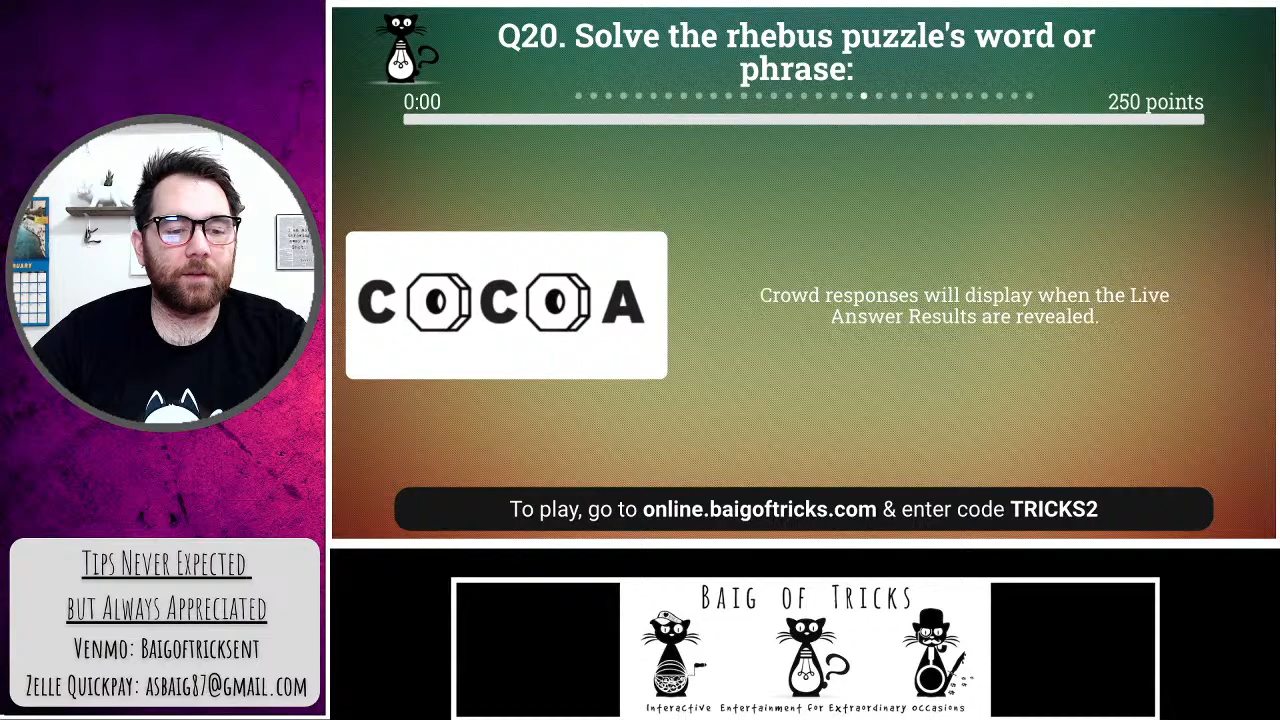 Q20. Solve the rhebus puzzle's word or
phrase:
0:00
250 points
COCOA
Crowd responses will display when the Live
Answer Results are revealed.
To play, go to online.baigoftricks.com & enter code TRICKS2
Tips Never Expected
but Always Appreciated
Venmo: Baigoftricksent
Zelle Quickpay: asbaig87@gmail.com
Baig of Tricks
Interactive Entertainment for Extraordinary Occasions